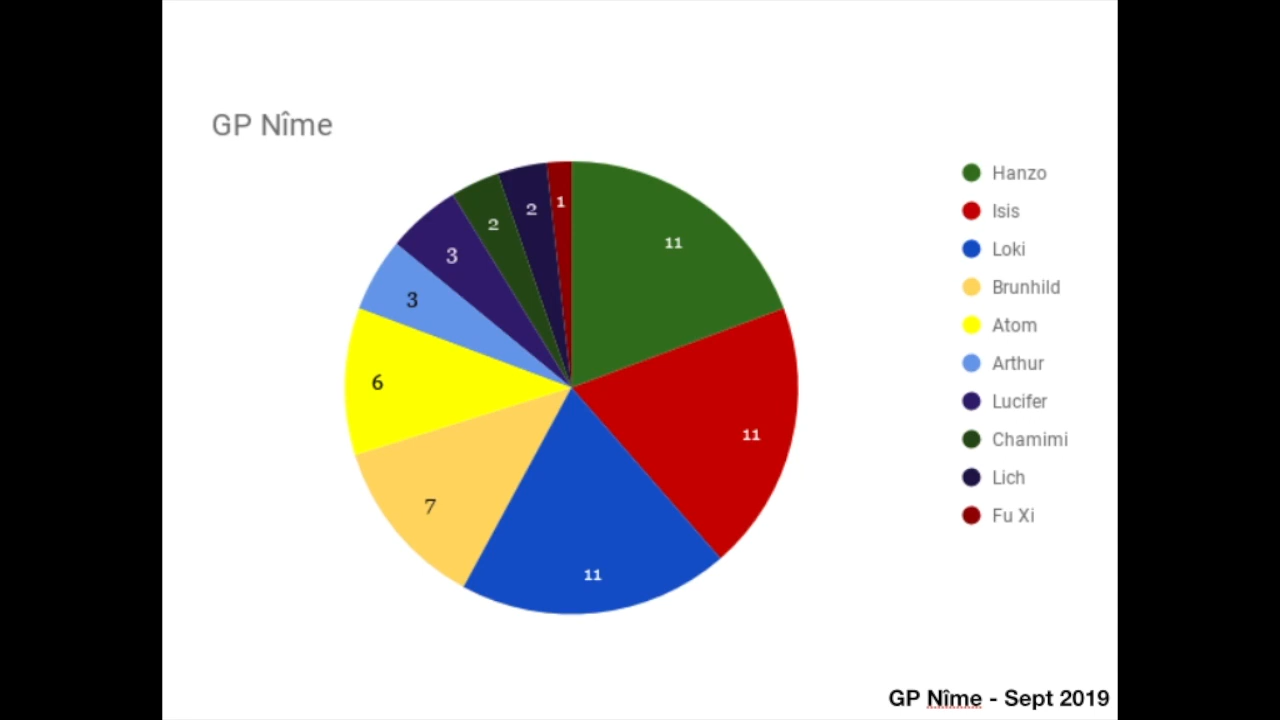 GP Nîme
1
2
2
3
3
6
7
11
11
11
Hanzo
Isis
Loki
Brunhild
Atom
Arthur
Lucifer
Chamimi
Lich
Fu Xi
GP Nîme - Sept 2019